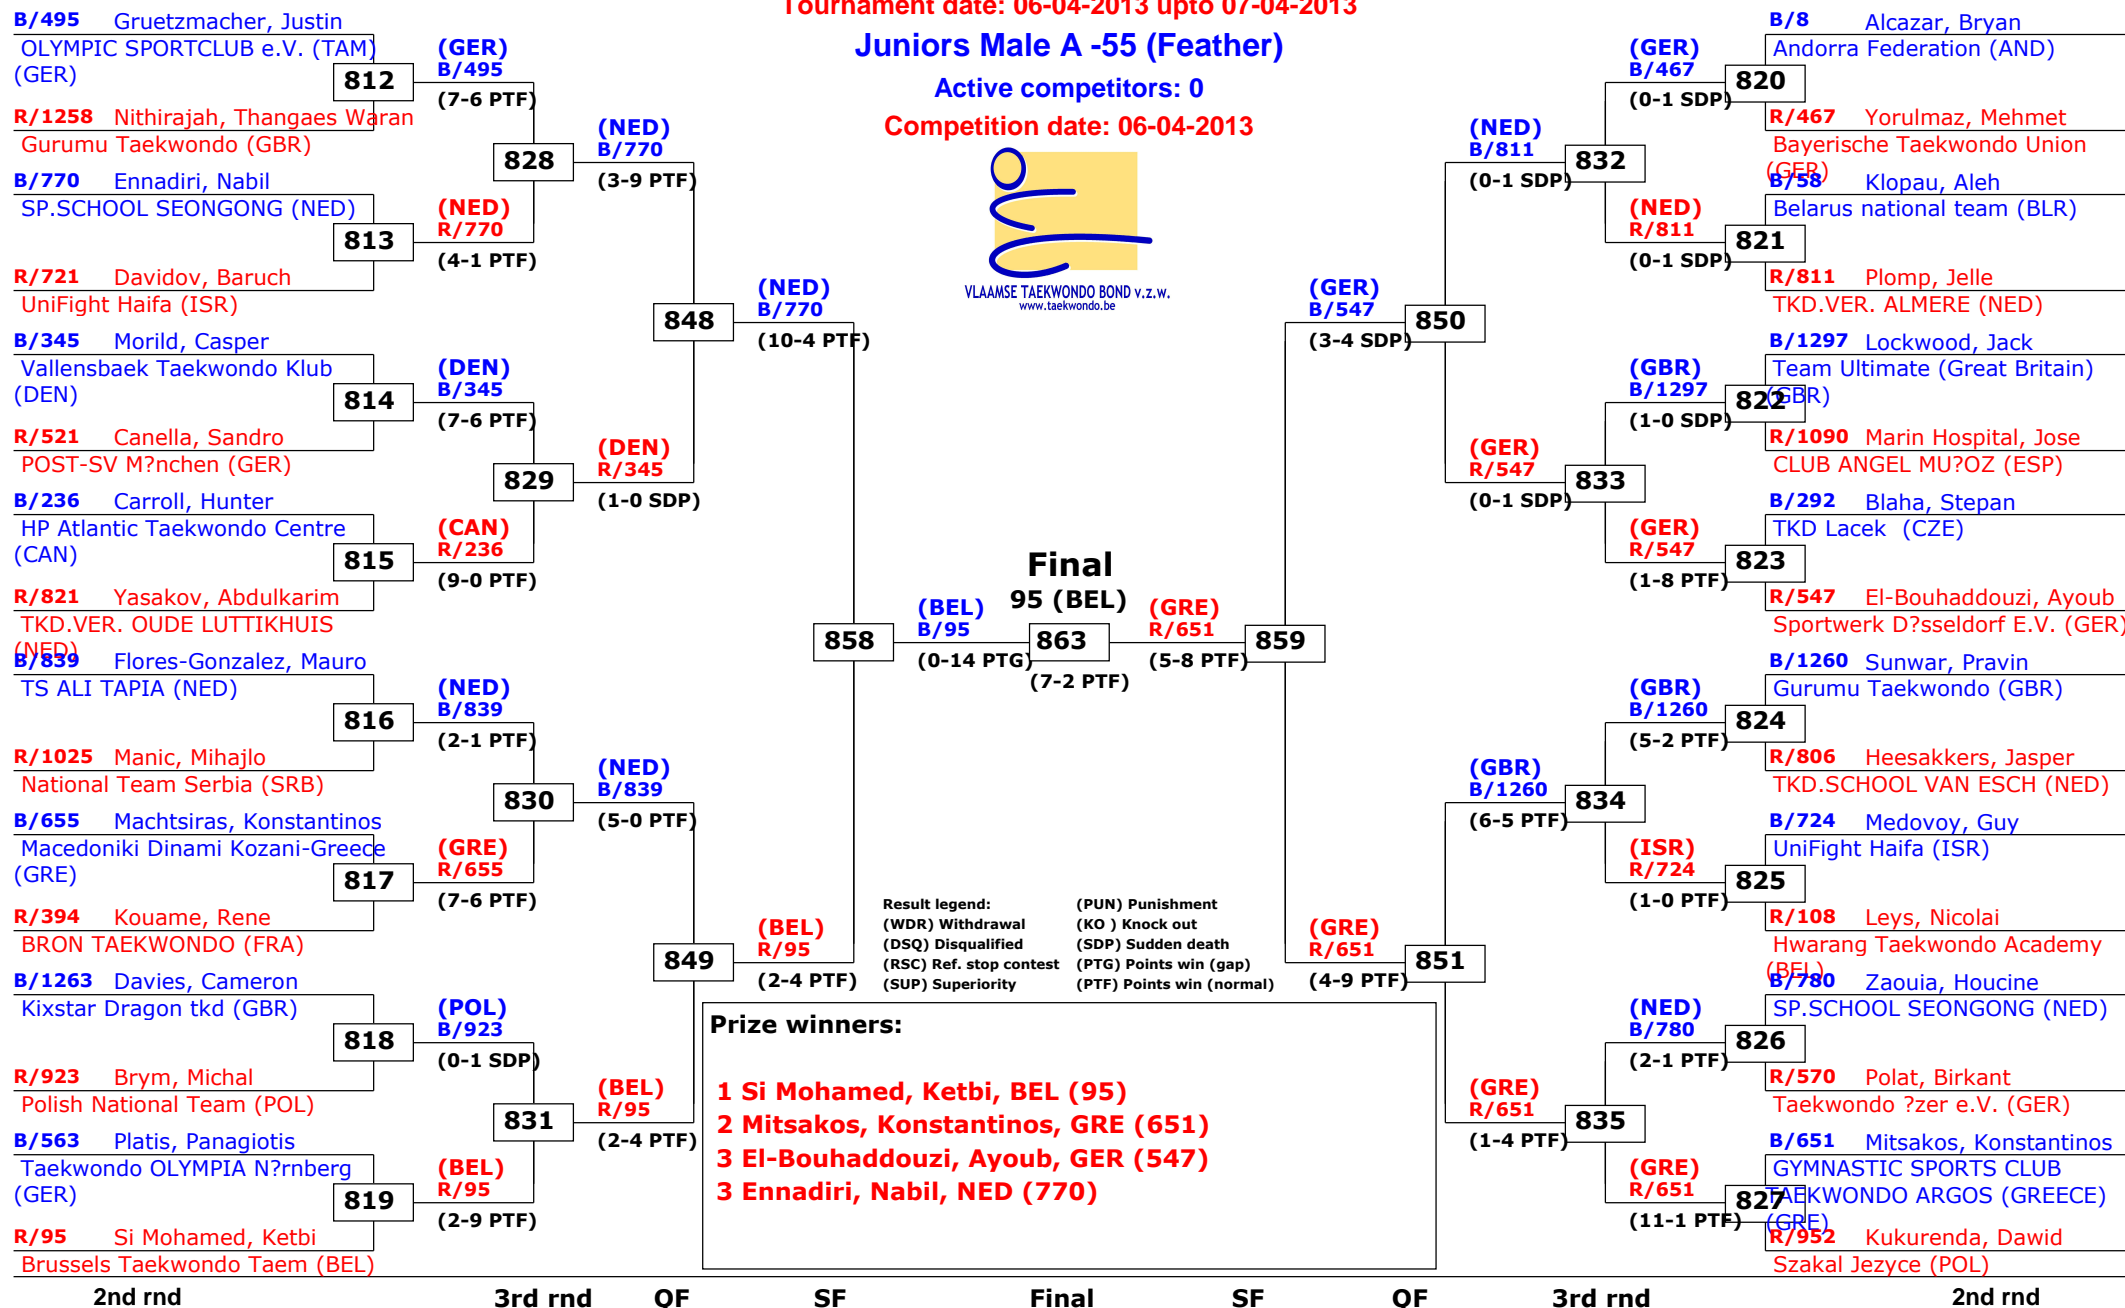 Tournament date: 06-04-2013 upto 07-04-2013
Juniors Male A -55 (Feather)
Active competitors: 0
Competition date: 06-04-2013
VLAAMSE TAEKWONDO BOND v.z.w.
www.taekwondo.be
B/495 Gruetzmacher, Justin
OLYMPIC SPORTCLUB e.V. (TAM)
(GER)
812
R/1258 Nithirajah, Thangaes Waran
Gurumu Taekwondo (GBR)
B/770 Ennadiri, Nabil
SP.SCHOOL SEONGONG (NED)
813
R/721 Davidov, Baruch
UniFight Haifa (ISR)
B/345 Morild, Casper
Vallensbaek Taekwondo Klub
(DEN)
814
R/521 Canella, Sandro
POST-SV M?nchen (GER)
B/236 Carroll, Hunter
HP Atlantic Taekwondo Centre
(CAN)
815
R/821 Yasakov, Abdulkarim
TKD.VER. OUDE LUTTIKHUIS
(NED)
B/839 Flores-Gonzalez, Mauro
TS ALI TAPIA (NED)
816
R/1025 Manic, Mihajlo
National Team Serbia (SRB)
B/655 Machtsiras, Konstantinos
Macedoniki Dinami Kozani-Greece
(GRE)
817
R/394 Kouame, Rene
BRON TAEKWONDO (FRA)
B/1263 Davies, Cameron
Kixstar Dragon tkd (GBR)
818
R/923 Brym, Michal
Polish National Team (POL)
B/563 Platis, Panagiotis
Taekwondo OLYMPIA N?rnberg
(GER)
819
R/95 Si Mohamed, Ketbi
Brussels Taekwondo Taem (BEL)
(GER)
B/495
(7-6 PTF)
828
(NED)
R/770
(4-1 PTF)
(DEN)
B/345
(7-6 PTF)
829
(CAN)
R/236
(9-0 PTF)
(NED)
B/839
(2-1 PTF)
830
(GRE)
R/655
(7-6 PTF)
(POL)
B/923
(0-1 SDP)
831
(BEL)
R/95
(2-9 PTF)
(NED)
B/770
(3-9 PTF)
848
(DEN)
R/345
(1-0 SDP)
(NED)
B/839
(5-0 PTF)
849
(BEL)
R/95
(2-4 PTF)
(NED)
B/770
(10-4 PTF)
858
(BEL)
R/95
(2-4 PTF)
(BEL)
B/95
(0-14 PTG)
Final
95 (BEL)
863
(7-2 PTF)
(GRE)
R/651
(5-8 PTF)
859
(GER)
B/547
(3-4 SDP)
850
(GRE)
R/651
(4-9 PTF)
851
(NED)
B/811
(0-1 SDP)
832
(GER)
R/547
(0-1 SDP)
833
(GBR)
B/1260
(6-5 PTF)
834
(GRE)
R/651
(1-4 PTF)
835
(GER)
B/467
(0-1 SDP)
(NED)
R/811
(0-1 SDP)
(GBR)
B/1297
(1-0 SDP)
(GER)
R/547
(1-8 PTF)
(GBR)
B/1260
(5-2 PTF)
(ISR)
R/724
(1-0 PTF)
(NED)
B/780
(2-1 PTF)
(GRE)
R/651
(11-1 PTF)
B/8 Alcazar, Bryan
Andorra Federation (AND)
820
R/467 Yorulmaz, Mehmet
Bayerische Taekwondo Union
(GER)
B/58 Klopau, Aleh
Belarus national team (BLR)
821
R/811 Plomp, Jelle
TKD.VER. ALMERE (NED)
B/1297 Lockwood, Jack
Team Ultimate (Great Britain)
(GBR)
822
R/1090 Marin Hospital, Jose
CLUB ANGEL MU?OZ (ESP)
B/292 Blaha, Stepan
TKD Lacek (CZE)
823
R/547 El-Bouhaddouzi, Ayoub
Sportwerk D?sseldorf E.V. (GER)
B/1260 Sunwar, Pravin
Gurumu Taekwondo (GBR)
824
R/806 Heesakkers, Jasper
TKD.SCHOOL VAN ESCH (NED)
B/724 Medovoy, Guy
UniFight Haifa (ISR)
825
R/108 Leys, Nicolai
Hwarang Taekwondo Academy
(BEL)
B/780 Zaouia, Houcine
SP.SCHOOL SEONGONG (NED)
826
R/570 Polat, Birkant
Taekwondo ?zer e.V. (GER)
B/651 Mitsakos, Konstantinos
GYMNASTIC SPORTS CLUB
TAEKWONDO ARGOS (GREECE)
(GRE)
827
R/952 Kukurenda, Dawid
Szakal Jezyce (POL)
Result legend: (PUN) Punishment
(WDR) Withdrawal (KO ) Knock out
(DSQ) Disqualified (SDP) Sudden death
(RSC) Ref. stop contest (PTG) Points win (gap)
(SUP) Superiority (PTF) Points win (normal)
Prize winners:
1 Si Mohamed, Ketbi, BEL (95)
2 Mitsakos, Konstantinos, GRE (651)
3 El-Bouhaddouzi, Ayoub, GER (547)
3 Ennadiri, Nabil, NED (770)
2nd rnd 3rd rnd QF SF Final SF QF 3rd rnd 2nd rnd